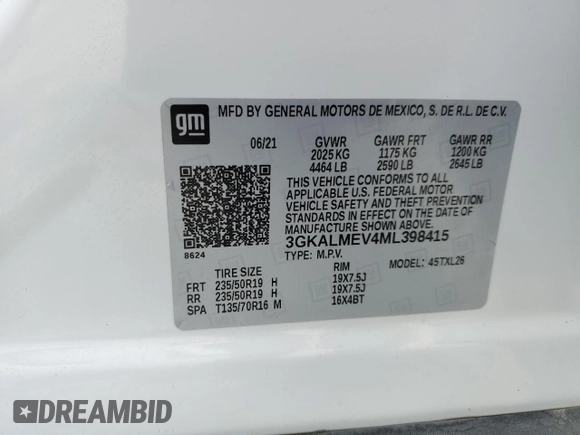 gm
MFD BY GENERAL MOTORS DE MEXICO, S. DE R.L. DE C.V.
06/21 GVWR GAWR FRT GAWR RR
2025 KG 1175 KG 1200 KG
4464 LB 2590 LB 2645 LB
THIS VEHICLE CONFORMS TO ALL
APPLICABLE U.S. FEDERAL MOTOR
VEHICLE SAFETY AND THEFT PREVENTION
STANDARDS IN EFFECT ON THE DATE OF
MANUFACTURE SHOWN ABOVE.
3GKALMEV4ML398415
8624
TYPE: M.P.V. MODEL: 45TXL26
TIRE SIZE RIM
FRT 235/50R19 H 19X7.5J
RR 235/50R19 H 19X7.5J
SPA T135/70R16 M 16X4BT
DREAMBID